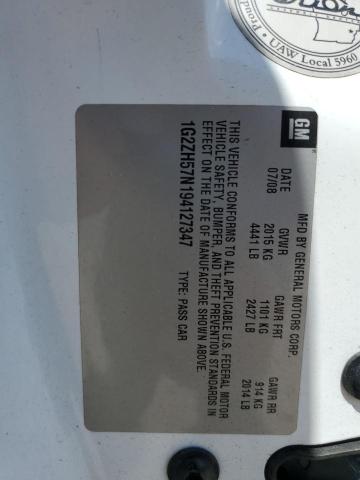 GM
MFD BY GENERAL MOTORS CORP.
DATE GVWR GAWR FRT GAWR RR
07/08 2015 KG 1101 KG 914 KG
4441 LB 2427 LB 2014 LB
THIS VEHICLE CONFORMS TO ALL APPLICABLE U.S. FEDERAL MOTOR
VEHICLE SAFETY, BUMPER, AND THEFT PREVENTION STANDARDS IN
EFFECT ON THE DATE OF MANUFACTURE SHOWN ABOVE.
1G2ZH57N194127347 TYPE: PASS CAR
UAW Local 5960